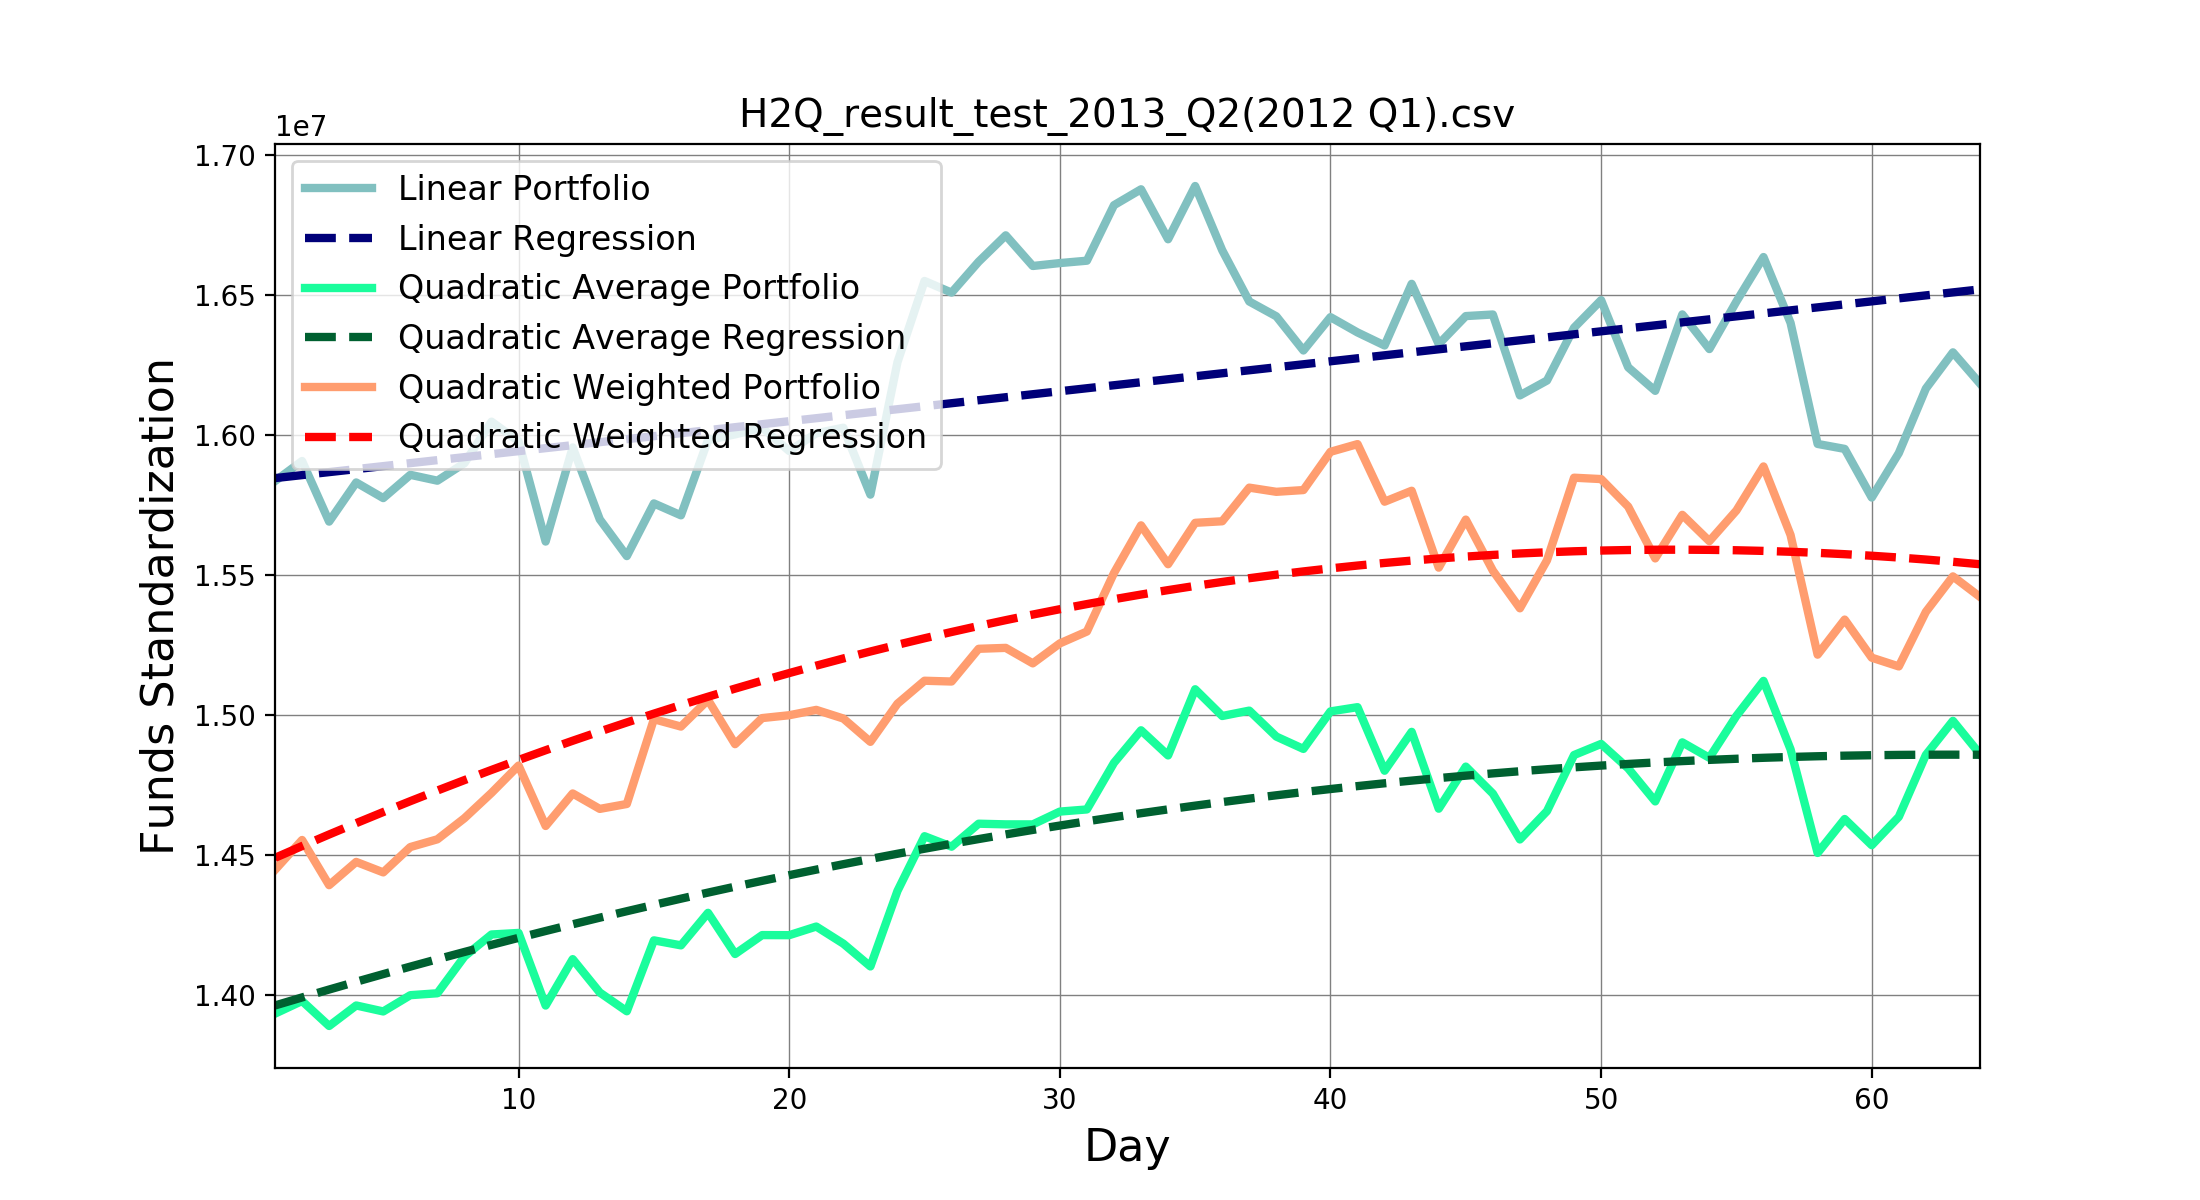 H2Q_result_test_2013_Q2(2012 Q1).csv
1e7
1.70
1.65
1.60
1.55
1.50
1.45
1.40
Funds Standardization
Linear Portfolio
Linear Regression
Quadratic Average Portfolio
Quadratic Average Regression
Quadratic Weighted Portfolio
Quadratic Weighted Regression
10 20 30 40 50 60
Day